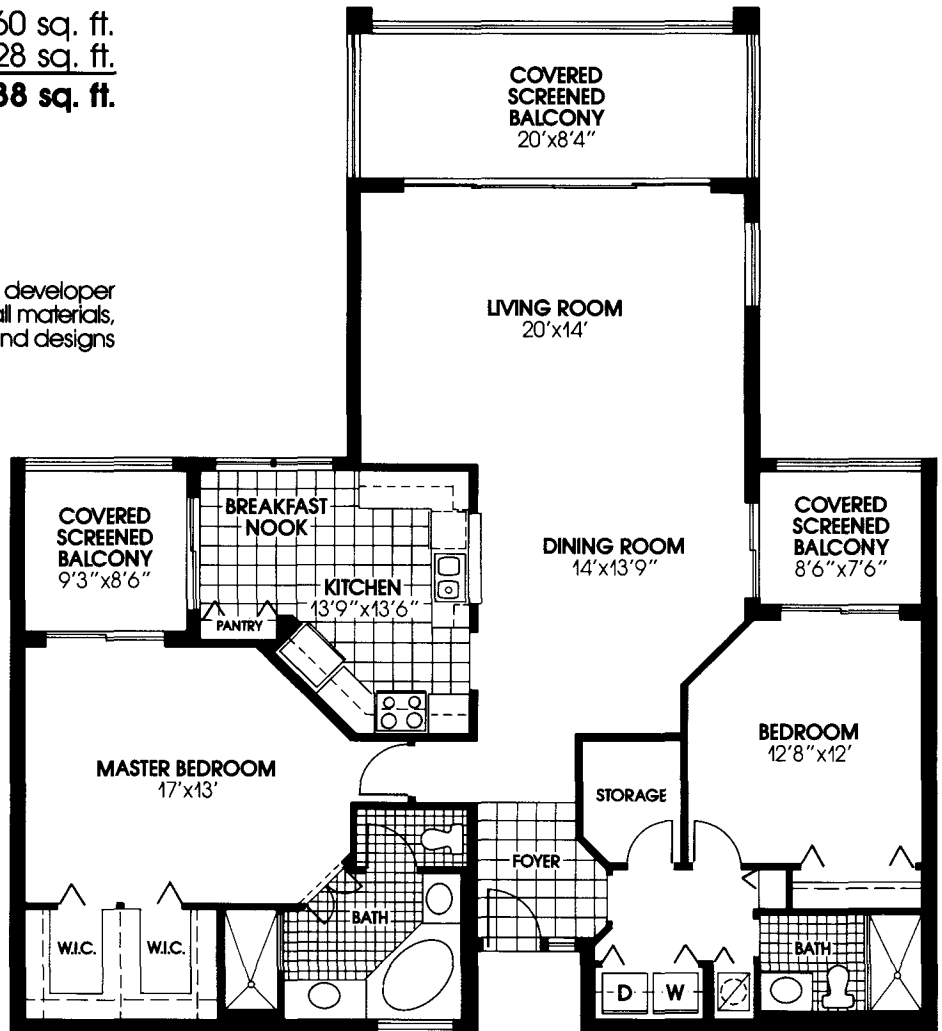 60 sq. ft.
28 sq. ft.
38 sq. ft.
developer
all materials,
and designs
COVERED
SCREENED
BALCONY
20'x8'4"
LIVING ROOM
20'x14'
COVERED
SCREENED
BALCONY
9'3"x8'6"
BREAKFAST
NOOK
KITCHEN
13'9"x13'6"
PANTRY
DINING ROOM
14'x13'9"
COVERED
SCREENED
BALCONY
8'6"x7'6"
MASTER BEDROOM
17'x13'
BEDROOM
12'8"x12'
STORAGE
FOYER
BATH
W.I.C.
W.I.C.
D
W
BATH